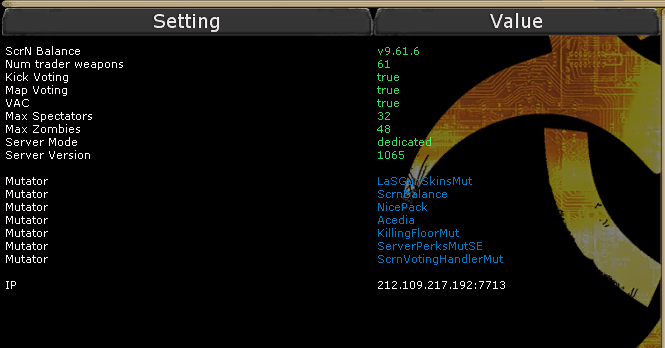 Setting Value
ScrN Balance v9.61.6
Num trader weapons 61
Kick Voting true
Map Voting true
VAC true
Max Spectators 32
Max Zombies 48
Server Mode dedicated
Server Version 1065
Mutator LaSGunSkinsMut
Mutator ScrnBalance
Mutator NicePack
Mutator Acedia
Mutator KillingFloorMut
Mutator ServerPerksMutSE
Mutator ScrnVotingHandlerMut
IP 212.109.217.192:7713